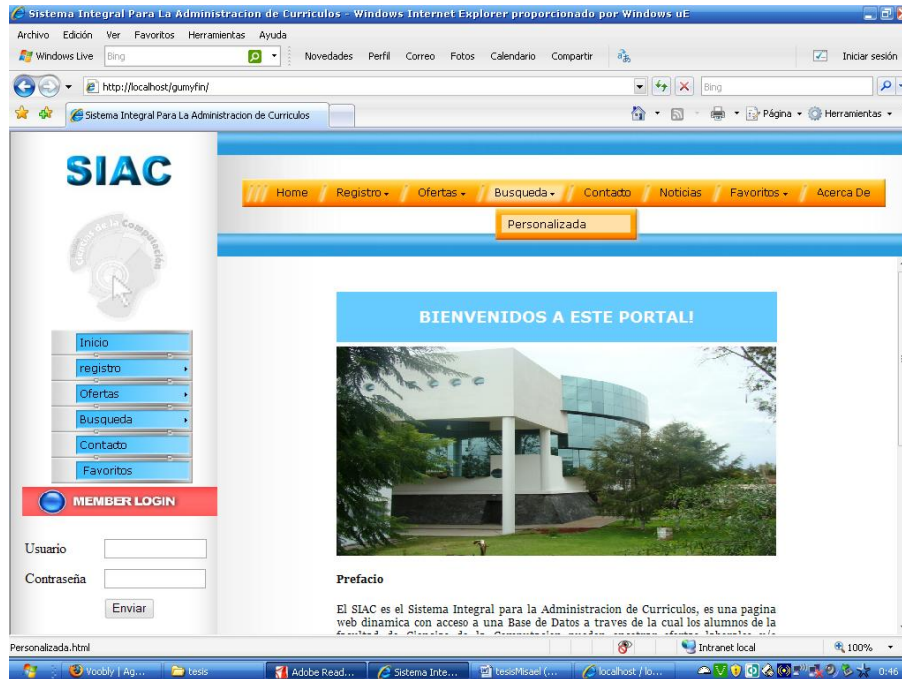 Sistema Integral Para La Administracion de Curriculos - Windows Internet Explorer proporcionado por Windows uE
Archivo Edición Ver Favoritos Herramientas Ayuda
Windows Live Bing Novedades Perfil Correo Fotos Calendario Compartir Iniciar sesión
http://localhost/gumyfin/ Bing
Sistema Integral Para La Administracion de Curriculos Página Herramientas
SIAC
Home Registro Ofertas Busqueda Contacto Noticias Favoritos Acerca De
Personalizada
Ciencias de la Computación
BIENVENIDOS A ESTE PORTAL!
Inicio
registro
Ofertas
Busqueda
Contacto
Favoritos
MEMBER LOGIN
Usuario
Contraseña
Enviar
Prefacio
El SIAC es el Sistema Integral para la Administracion de Curriculos, es una pagina
web dinamica con acceso a una Base de Datos a traves de la cual los alumnos de la
Personalizada.html Intranet local 100%
Voobly | Ag... tesis Adobe Read... Sistema Inte... tesisMisael (... localhost / lo... 0:46